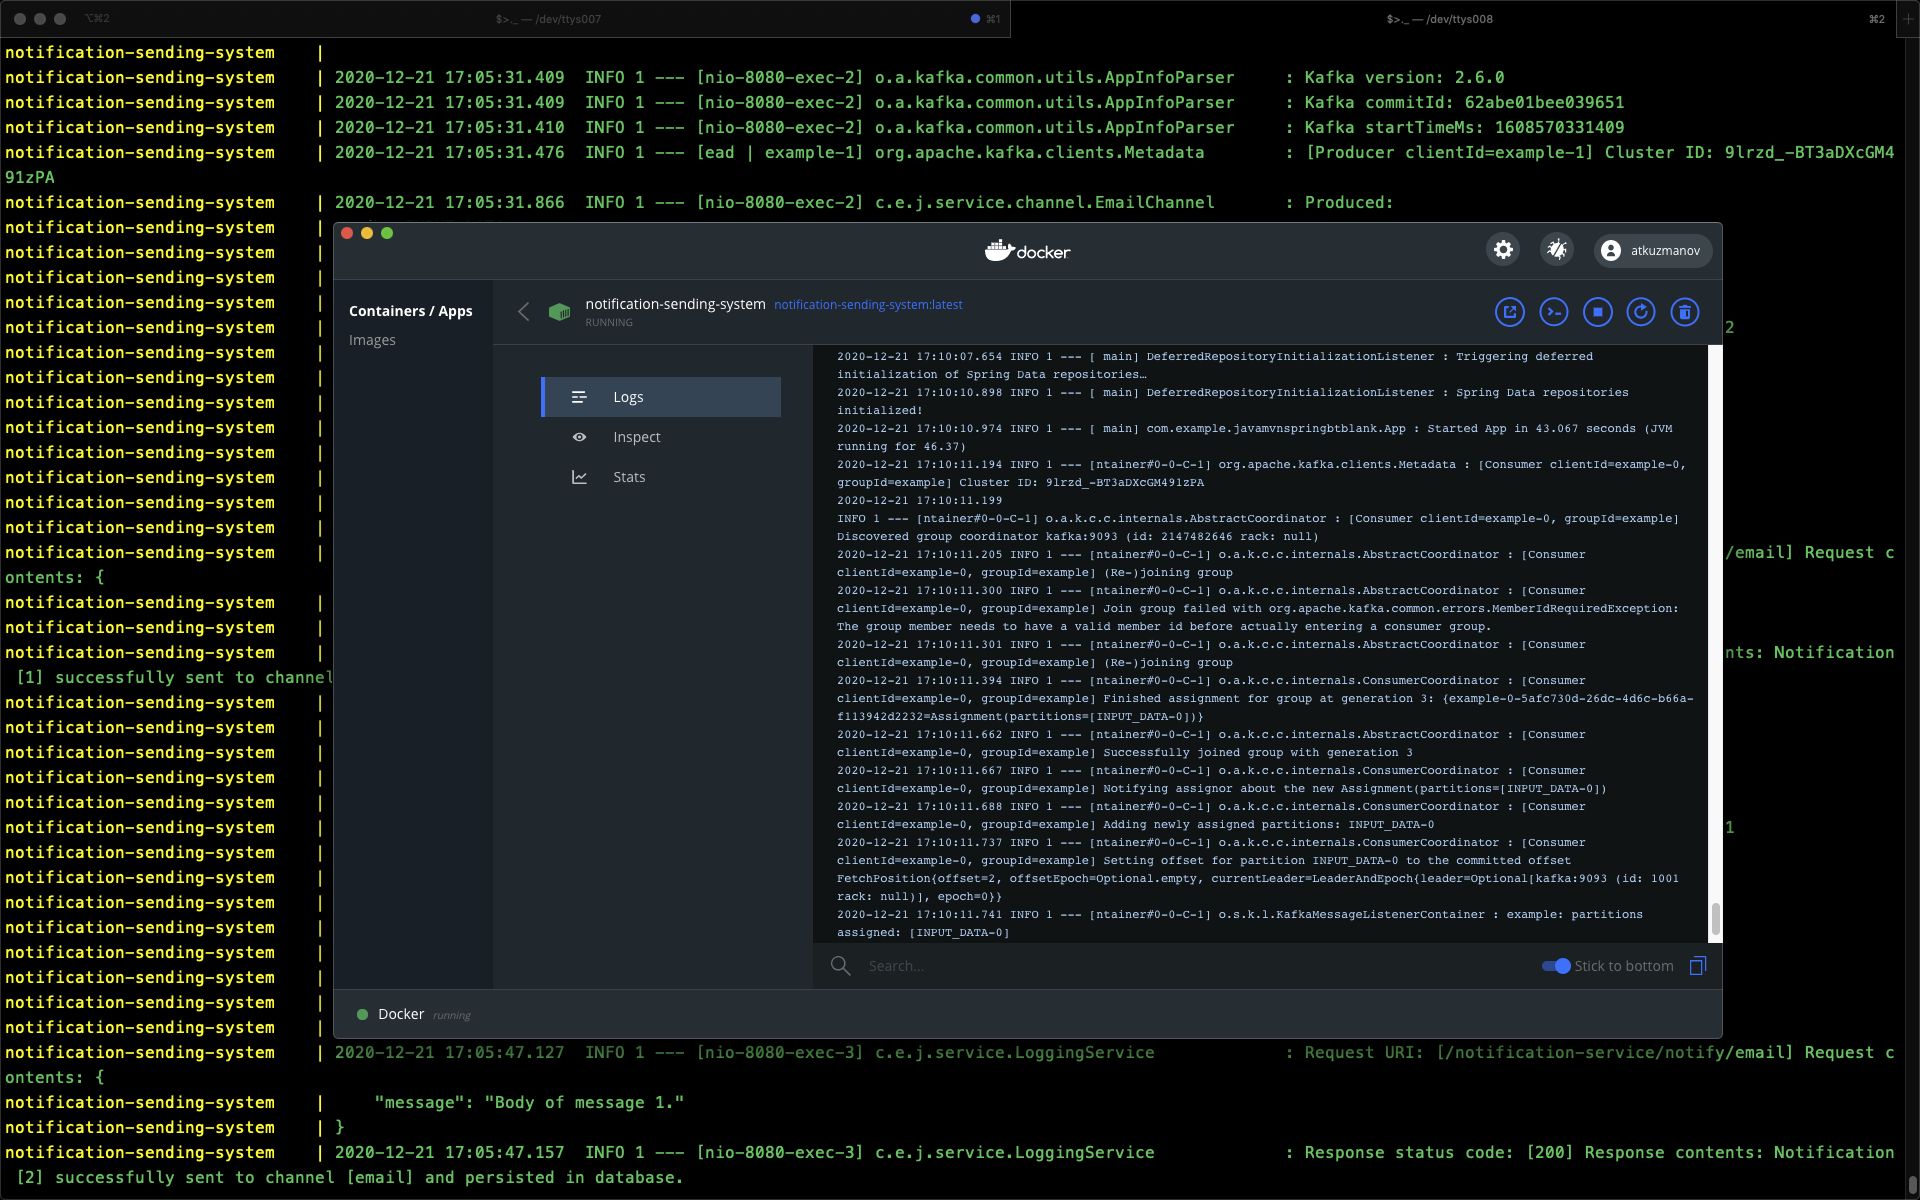 ⌥⌘2
$>._ — /dev/ttys007
⌘1
$>._ — /dev/ttys008
⌘2
notification-sending-system    |
notification-sending-system    | 2020-12-21 17:05:31.409  INFO 1 --- [nio-8080-exec-2] o.a.kafka.common.utils.AppInfoParser     : Kafka version: 2.6.0
notification-sending-system    | 2020-12-21 17:05:31.409  INFO 1 --- [nio-8080-exec-2] o.a.kafka.common.utils.AppInfoParser     : Kafka commitId: 62abe01bee039651
notification-sending-system    | 2020-12-21 17:05:31.410  INFO 1 --- [nio-8080-exec-2] o.a.kafka.common.utils.AppInfoParser     : Kafka startTimeMs: 1608570331409
notification-sending-system    | 2020-12-21 17:05:31.476  INFO 1 --- [ead | example-1] org.apache.kafka.clients.Metadata        : [Producer clientId=example-1] Cluster ID: 9lrzd_-BT3aDXcGM4
91zPA
notification-sending-system    | 2020-12-21 17:05:31.866  INFO 1 --- [nio-8080-exec-2] c.e.j.service.channel.EmailChannel       : Produced:
notification-sending-system    |
notification-sending-system    |
notification-sending-system    |
notification-sending-system    |
notification-sending-system    | 2
notification-sending-system    |
notification-sending-system    |
notification-sending-system    |
notification-sending-system    |
notification-sending-system    |
notification-sending-system    |
notification-sending-system    |
notification-sending-system    |
notification-sending-system    | /email] Request c
ontents: {
notification-sending-system    |
notification-sending-system    |
notification-sending-system    | nts: Notification
[1] successfully sent to channel
notification-sending-system    |
notification-sending-system    |
notification-sending-system    |
notification-sending-system    |
notification-sending-system    |
notification-sending-system    | 1
notification-sending-system    |
notification-sending-system    |
notification-sending-system    |
notification-sending-system    |
notification-sending-system    |
notification-sending-system    |
notification-sending-system    |
notification-sending-system    |
docker
atkuzmanov
Containers / Apps
Images
notification-sending-system notification-sending-system:latest
RUNNING
Logs
Inspect
Stats
2020-12-21 17:10:07.654 INFO 1 --- [ main] DeferredRepositoryInitializationListener : Triggering deferred
initialization of Spring Data repositories…
2020-12-21 17:10:10.898 INFO 1 --- [ main] DeferredRepositoryInitializationListener : Spring Data repositories
initialized!
2020-12-21 17:10:10.974 INFO 1 --- [ main] com.example.javamvnspringbtblank.App : Started App in 43.067 seconds (JVM
running for 46.37)
2020-12-21 17:10:11.194 INFO 1 --- [ntainer#0-0-C-1] org.apache.kafka.clients.Metadata : [Consumer clientId=example-0,
groupId=example] Cluster ID: 9lrzd_-BT3aDXcGM491zPA
2020-12-21 17:10:11.199
INFO 1 --- [ntainer#0-0-C-1] o.a.k.c.c.internals.AbstractCoordinator : [Consumer clientId=example-0, groupId=example]
Discovered group coordinator kafka:9093 (id: 2147482646 rack: null)
2020-12-21 17:10:11.205 INFO 1 --- [ntainer#0-0-C-1] o.a.k.c.c.internals.AbstractCoordinator : [Consumer
clientId=example-0, groupId=example] (Re-)joining group
2020-12-21 17:10:11.300 INFO 1 --- [ntainer#0-0-C-1] o.a.k.c.c.internals.AbstractCoordinator : [Consumer
clientId=example-0, groupId=example] Join group failed with org.apache.kafka.common.errors.MemberIdRequiredException:
The group member needs to have a valid member id before actually entering a consumer group.
2020-12-21 17:10:11.301 INFO 1 --- [ntainer#0-0-C-1] o.a.k.c.c.internals.AbstractCoordinator : [Consumer
clientId=example-0, groupId=example] (Re-)joining group
2020-12-21 17:10:11.394 INFO 1 --- [ntainer#0-0-C-1] o.a.k.c.c.internals.ConsumerCoordinator : [Consumer
clientId=example-0, groupId=example] Finished assignment for group at generation 3: {example-0-5afc730d-26dc-4d6c-b66a-
f113942d2232=Assignment(partitions=[INPUT_DATA-0])}
2020-12-21 17:10:11.662 INFO 1 --- [ntainer#0-0-C-1] o.a.k.c.c.internals.AbstractCoordinator : [Consumer
clientId=example-0, groupId=example] Successfully joined group with generation 3
2020-12-21 17:10:11.667 INFO 1 --- [ntainer#0-0-C-1] o.a.k.c.c.internals.ConsumerCoordinator : [Consumer
clientId=example-0, groupId=example] Notifying assignor about the new Assignment(partitions=[INPUT_DATA-0])
2020-12-21 17:10:11.688 INFO 1 --- [ntainer#0-0-C-1] o.a.k.c.c.internals.ConsumerCoordinator : [Consumer
clientId=example-0, groupId=example] Adding newly assigned partitions: INPUT_DATA-0
2020-12-21 17:10:11.737 INFO 1 --- [ntainer#0-0-C-1] o.a.k.c.c.internals.ConsumerCoordinator : [Consumer
clientId=example-0, groupId=example] Setting offset for partition INPUT_DATA-0 to the committed offset
FetchPosition{offset=2, offsetEpoch=Optional.empty, currentLeader=LeaderAndEpoch{leader=Optional[kafka:9093 (id: 1001
rack: null)], epoch=0}}
2020-12-21 17:10:11.741 INFO 1 --- [ntainer#0-0-C-1] o.s.k.l.KafkaMessageListenerContainer : example: partitions
assigned: [INPUT_DATA-0]
Search...
Stick to bottom
Docker running
notification-sending-system    | 2020-12-21 17:05:47.127  INFO 1 --- [nio-8080-exec-3] c.e.j.service.LoggingService             : Request URI: [/notification-service/notify/email] Request c
ontents: {
notification-sending-system    |     "message": "Body of message 1."
notification-sending-system    | }
notification-sending-system    | 2020-12-21 17:05:47.157  INFO 1 --- [nio-8080-exec-3] c.e.j.service.LoggingService             : Response status code: [200] Response contents: Notification
[2] successfully sent to channel [email] and persisted in database.